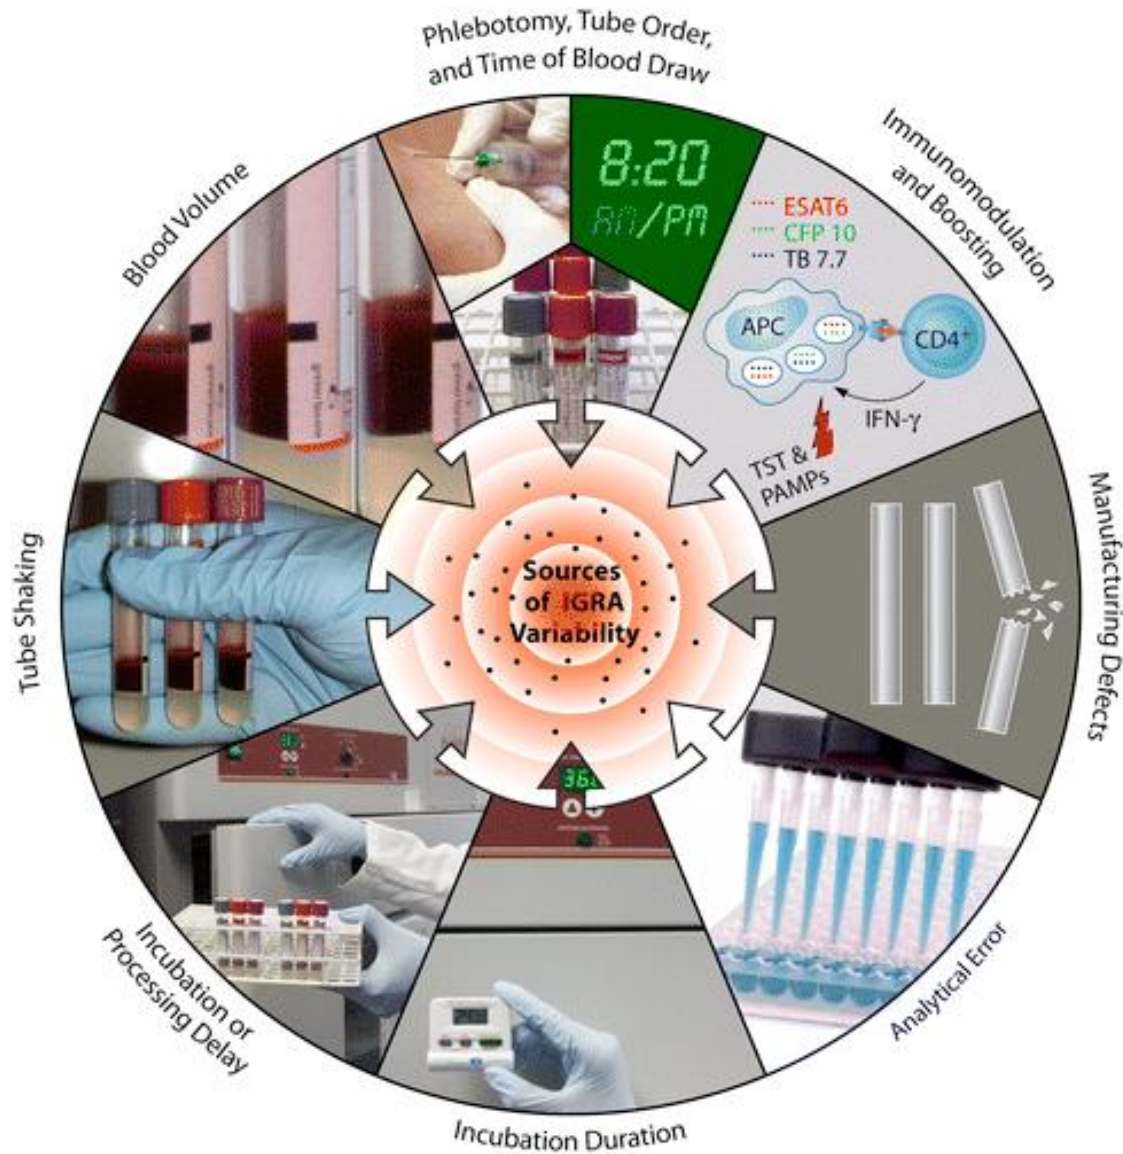 Phlebotomy, Tube Order,
and Time of Blood Draw
8:20
AM/PM
Immunomodulation
and Boosting
ESAT6
CFP 10
TB 7.7
APC
CD4⁺
IFN-γ
TST &
PAMPs
Manufacturing Defects
Analytical Error
Incubation Duration
Incubation or
Processing Delay
Tube Shaking
Blood Volume
Sources
of IGRA
Variability